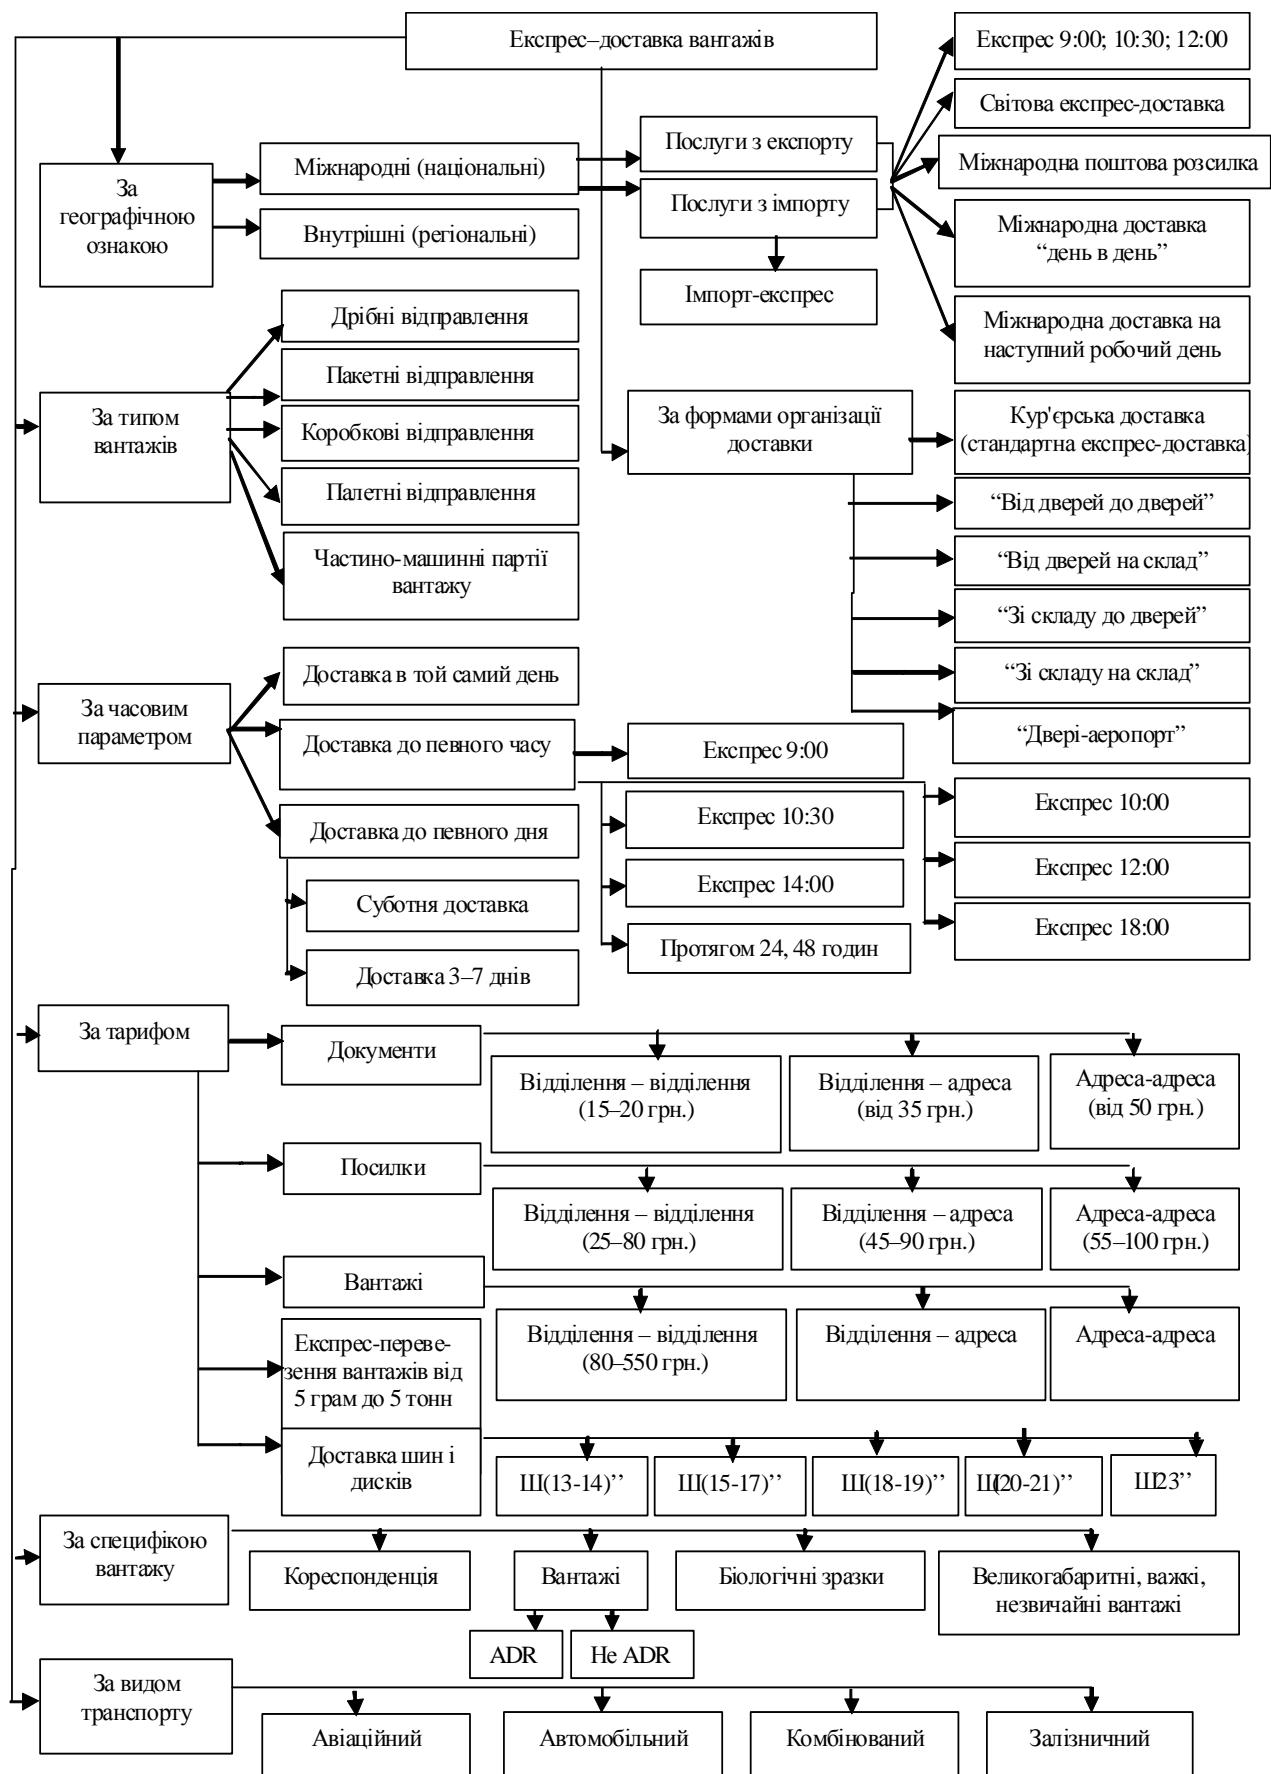 Експрес–доставка вантажів
Експрес 9:00; 10:30; 12:00
Світова експрес-доставка
Послуги з експорту
Міжнародна поштова розсилка
За
географічною
ознакою
Міжнародні (національні)
Послуги з імпорту
Внутрішні (регіональні)
Міжнародна доставка
“день в день”
Імпорт-експрес
Дрібні відправлення
Міжнародна доставка на
наступний робочий день
Пакетні відправлення
За типом
вантажів
Коробкові відправлення
За формами організації
доставки
Кур'єрська доставка
(стандартна експрес-доставка)
Палетні відправлення
“Від дверей до дверей”
Частино-машинні партії
вантажу
“Від дверей на склад”
“Зі складу до дверей”
Доставка в той самий день
“Зі складу на склад”
За часовим
параметром
Доставка до певного часу
Експрес 9:00
“Двері-аеропорт”
Доставка до певного дня
Експрес 10:30
Експрес 10:00
Експрес 14:00
Експрес 12:00
Суботня доставка
Експрес 18:00
Протягом 24, 48 годин
Доставка 3–7 днів
За тарифом
Документи
Відділення – відділення
(15–20 грн.)
Відділення – адреса
(від 35 грн.)
Адреса-адреса
(від 50 грн.)
Посилки
Відділення – відділення
(25–80 грн.)
Відділення – адреса
(45–90 грн.)
Адреса-адреса
(55–100 грн.)
Вантажі
Відділення – відділення
(80–550 грн.)
Відділення – адреса
Адреса-адреса
Експрес-переве-
зення вантажів від
5 грам до 5 тонн
Доставка шин і
дисків
Ш(13-14)’’
Ш(15-17)’’
Ш(18-19)’’
Ш(20-21)’’
Ш23’’
За специфікою
вантажу
Кореспонденція
Вантажі
Біологічні зразки
Великогабаритні, важкі,
незвичайні вантажі
ADR
Не ADR
За видом
транспорту
Авіаційний
Автомобільний
Комбінований
Залізничний